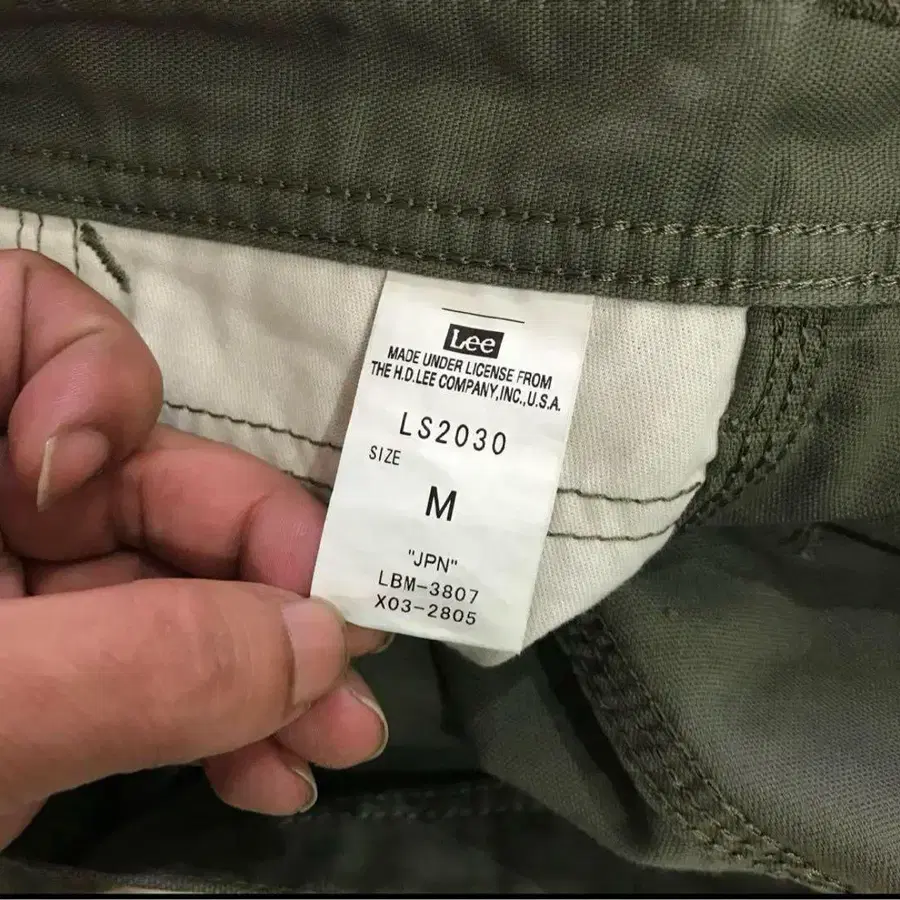 Lee
MADE UNDER LICENSE FROM
THE H.D.LEE COMPANY,INC.,U.S.A.
LS2030
SIZE
M
"JPN"
LBM-3807
X03-2805